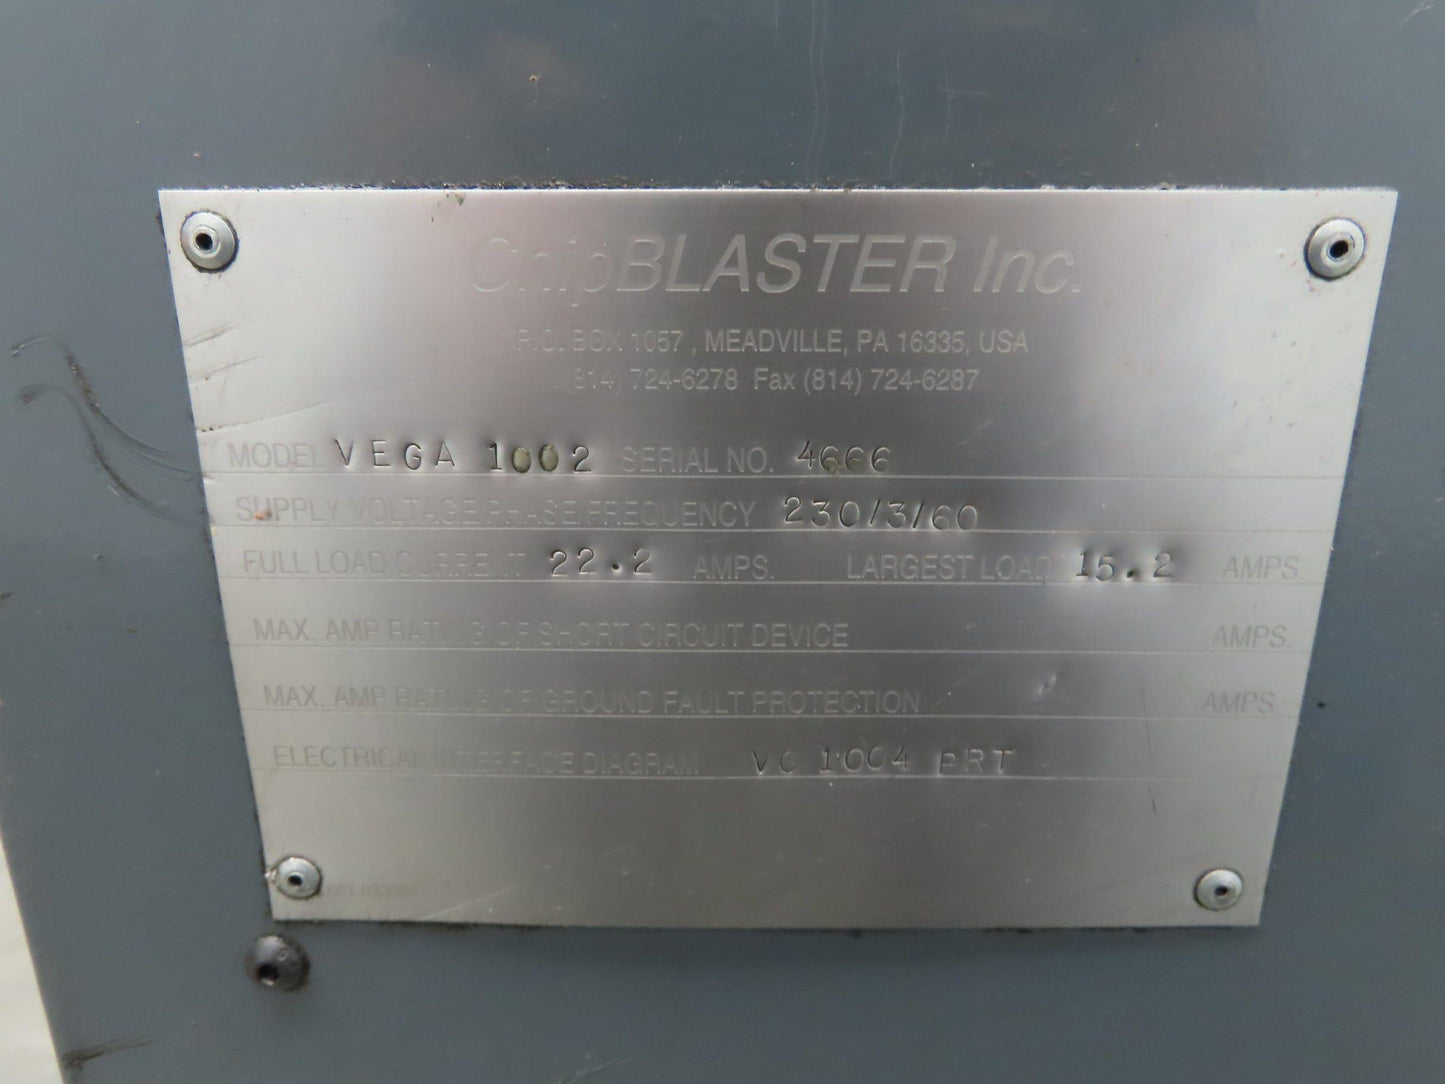 ChipBLASTER Inc.
P.O. BOX 1057 , MEADVILLE, PA 16335, USA
(814) 724-6278 Fax (814) 724-6287
MODEL VEGA 1002 SERIAL NO. 4666
SUPPLY VOLTAGE/PHASE/FREQUENCY 230/3/60
FULL LOAD CURRENT 22.2 AMPS. LARGEST LOAD 15.2 AMPS
MAX. AMP RATING OF SHORT CIRCUIT DEVICE AMPS.
MAX. AMP RATING OF GROUND FAULT PROTECTION AMPS.
ELECTRICAL INTERFACE DIAGRAM 1004